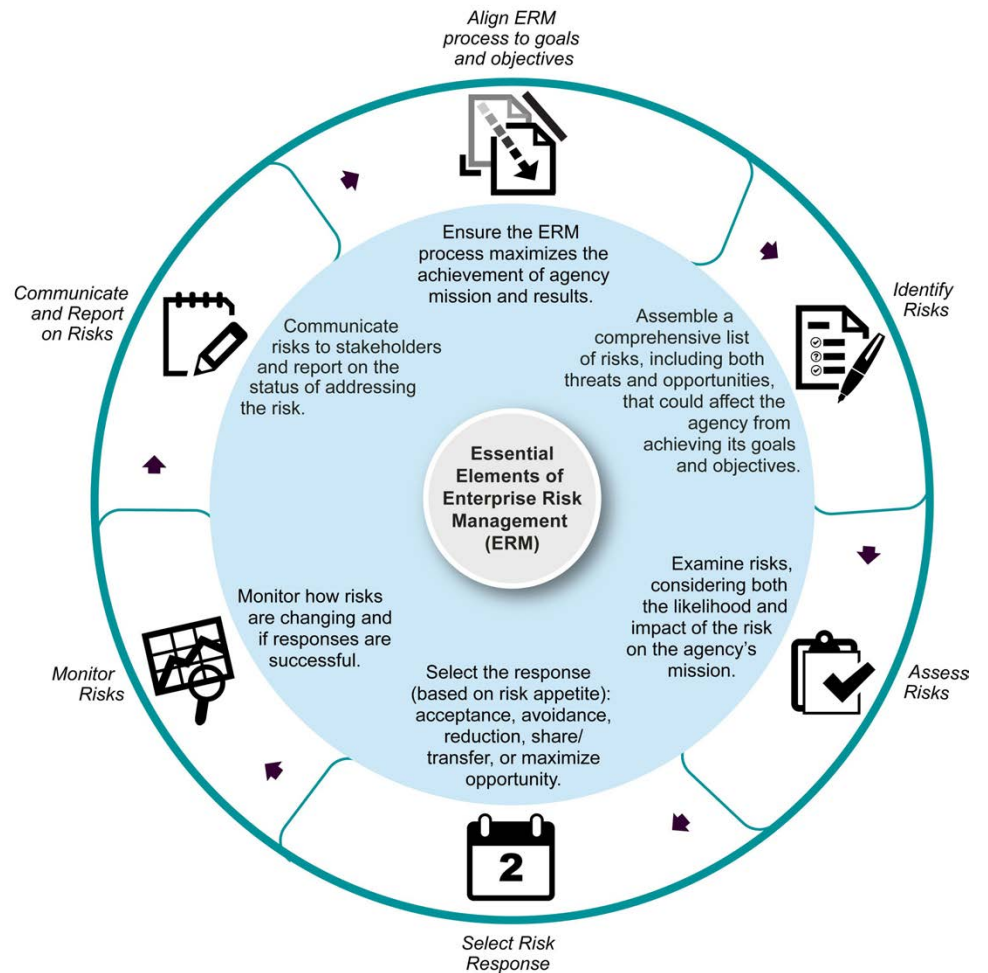 Align ERM
process to goals
and objectives
Ensure the ERM
process maximizes the
achievement of agency
mission and results.
Identify
Risks
Assemble a
comprehensive list
of risks, including both
threats and opportunities,
that could affect the
agency from
achieving its goals
and objectives.
Assess
Risks
Examine risks,
considering both
the likelihood and
impact of the risk
on the agency’s
mission.
Select Risk
Response
2
Select the response
(based on risk appetite):
acceptance, avoidance,
reduction, share/
transfer, or maximize
opportunity.
Monitor
Risks
Monitor how risks
are changing and
if responses are
successful.
Communicate
and Report
on Risks
Communicate
risks to stakeholders
and report on the
status of addressing
the risk.
Essential
Elements of
Enterprise Risk
Management
(ERM)